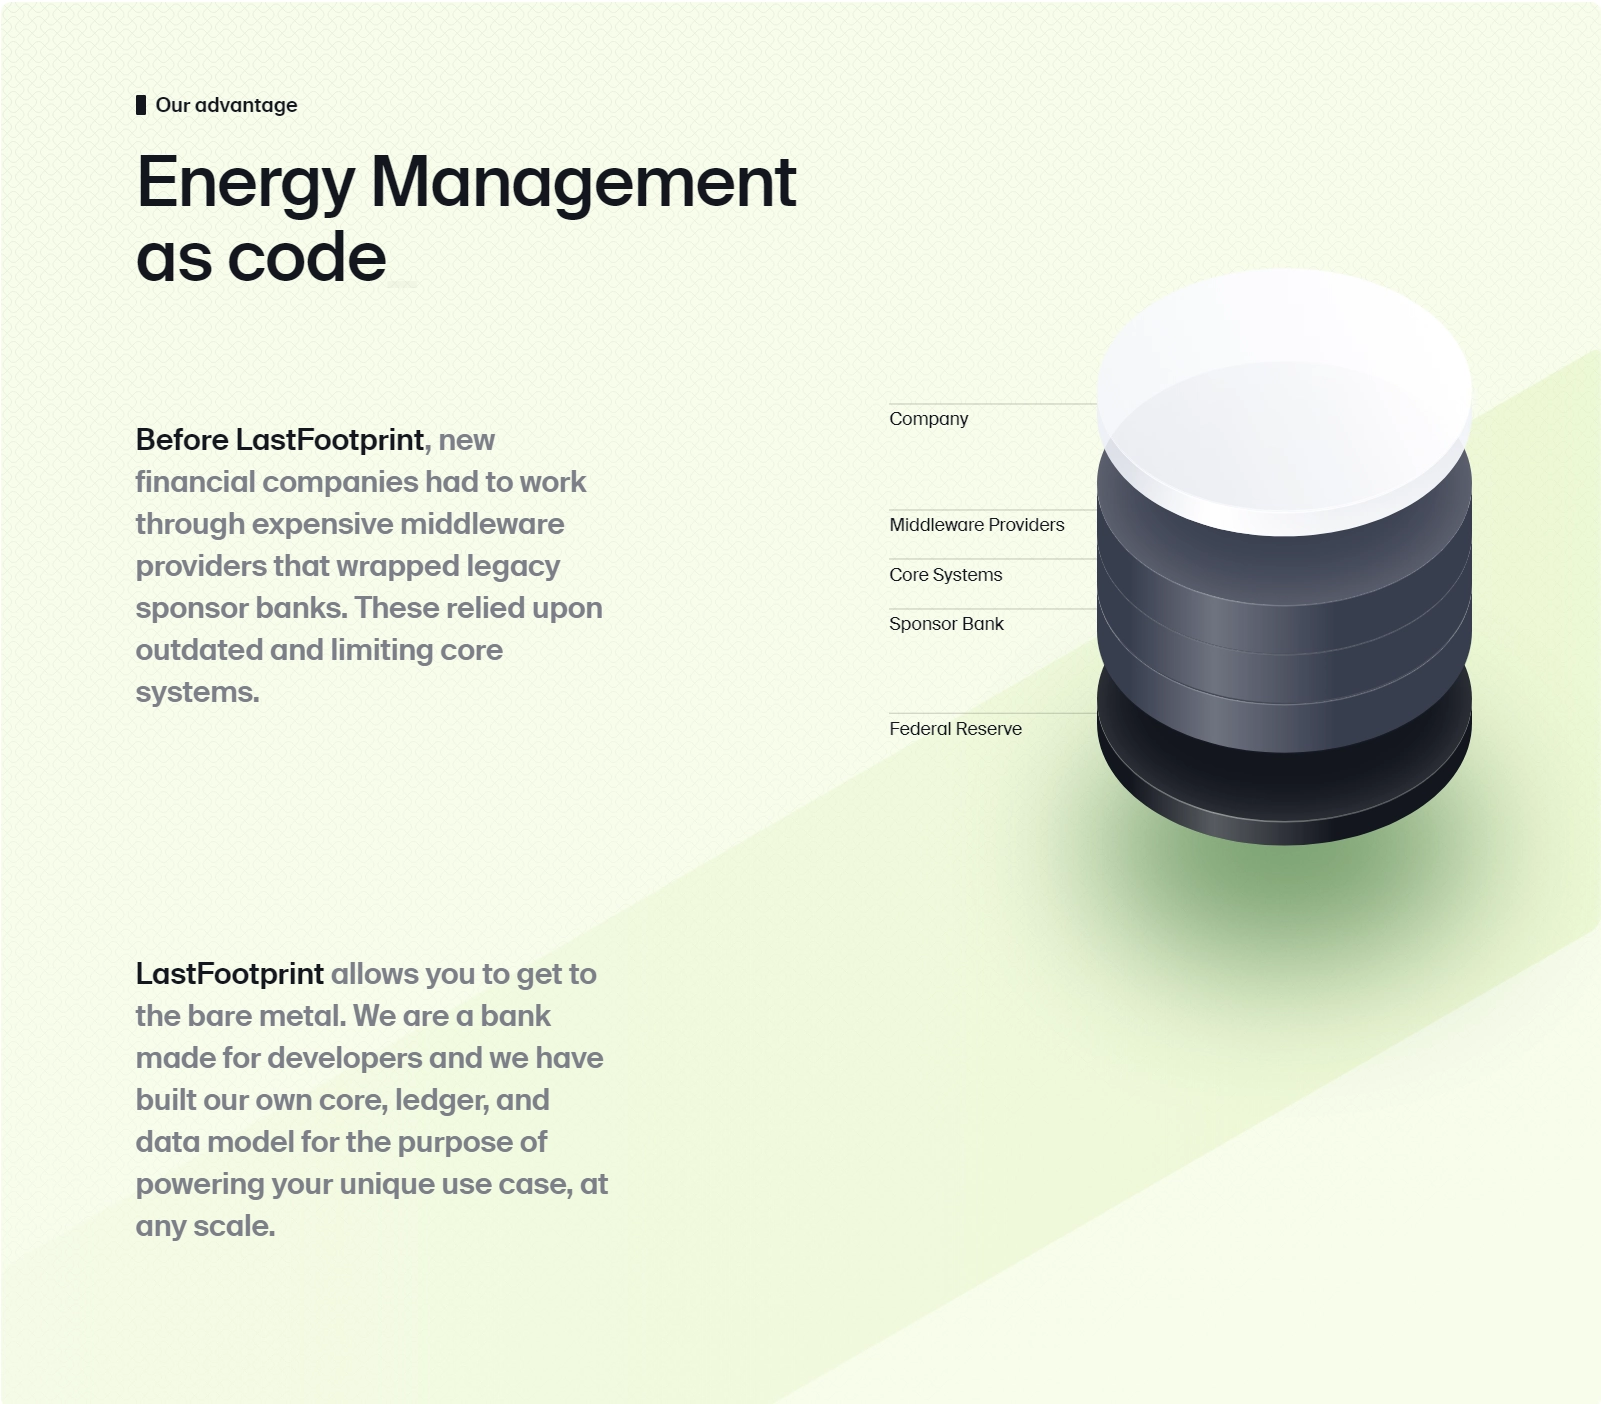 Our advantage
Energy Management
as code
Before LastFootprint, new
financial companies had to work
through expensive middleware
providers that wrapped legacy
sponsor banks. These relied upon
outdated and limiting core
systems.
Company
Middleware Providers
Core Systems
Sponsor Bank
Federal Reserve
LastFootprint allows you to get to
the bare metal. We are a bank
made for developers and we have
built our own core, ledger, and
data model for the purpose of
powering your unique use case, at
any scale.